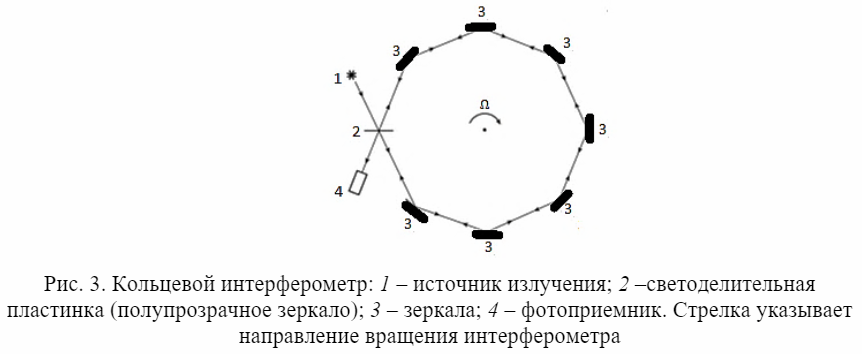 3
3
3
1
Ω
2
3
4
3
3
3
Рис. 3. Кольцевой интерферометр: 1 – источник излучения; 2 –светоделительная
пластинка (полупрозрачное зеркало); 3 – зеркала; 4 – фотоприемник. Стрелка указывает
направление вращения интерферометра